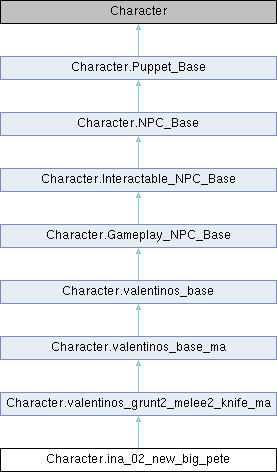 Character
Character.Puppet_Base
Character.NPC_Base
Character.Interactable_NPC_Base
Character.Gameplay_NPC_Base
Character.valentinos_base
Character.valentinos_base_ma
Character.valentinos_grunt2_melee2_knife_ma
Character.ina_02_new_big_pete